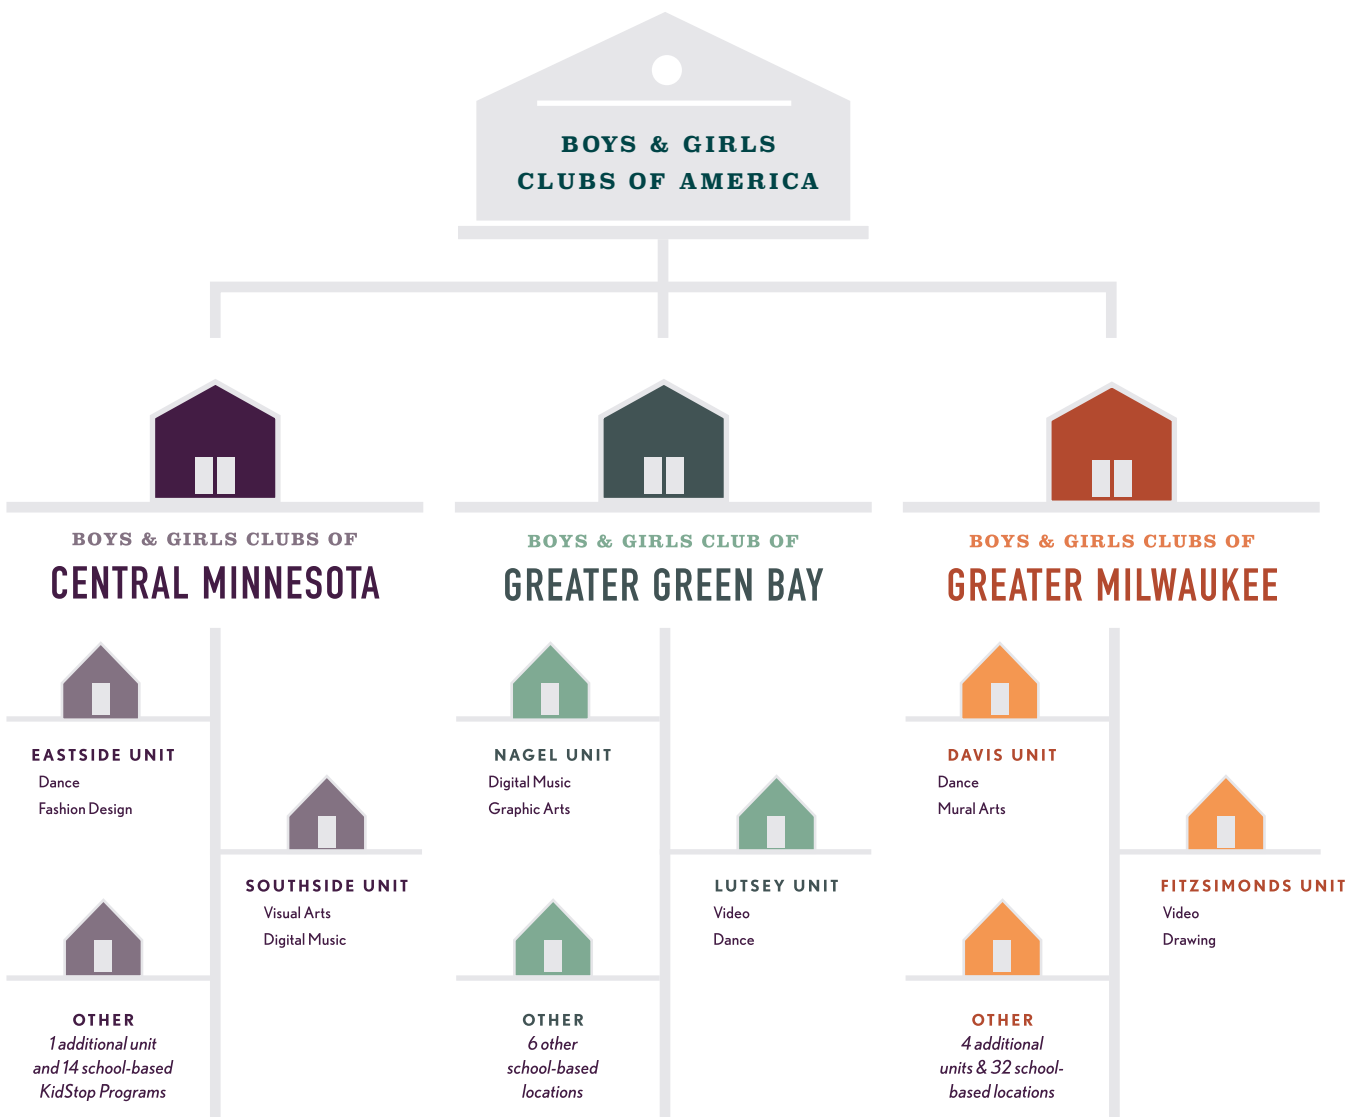 BOYS & GIRLS
CLUBS OF AMERICA
BOYS & GIRLS CLUBS OF
CENTRAL MINNESOTA
EASTSIDE UNIT
Dance
Fashion Design
SOUTHSIDE UNIT
Visual Arts
Digital Music
OTHER
1 additional unit
and 14 school-based
KidStop Programs
BOYS & GIRLS CLUB OF
GREATER GREEN BAY
NAGEL UNIT
Digital Music
Graphic Arts
LUTSEY UNIT
Video
Dance
OTHER
6 other
school-based
locations
BOYS & GIRLS CLUBS OF
GREATER MILWAUKEE
DAVIS UNIT
Dance
Mural Arts
FITZSIMONDS UNIT
Video
Drawing
OTHER
4 additional
units & 32 school-
based locations